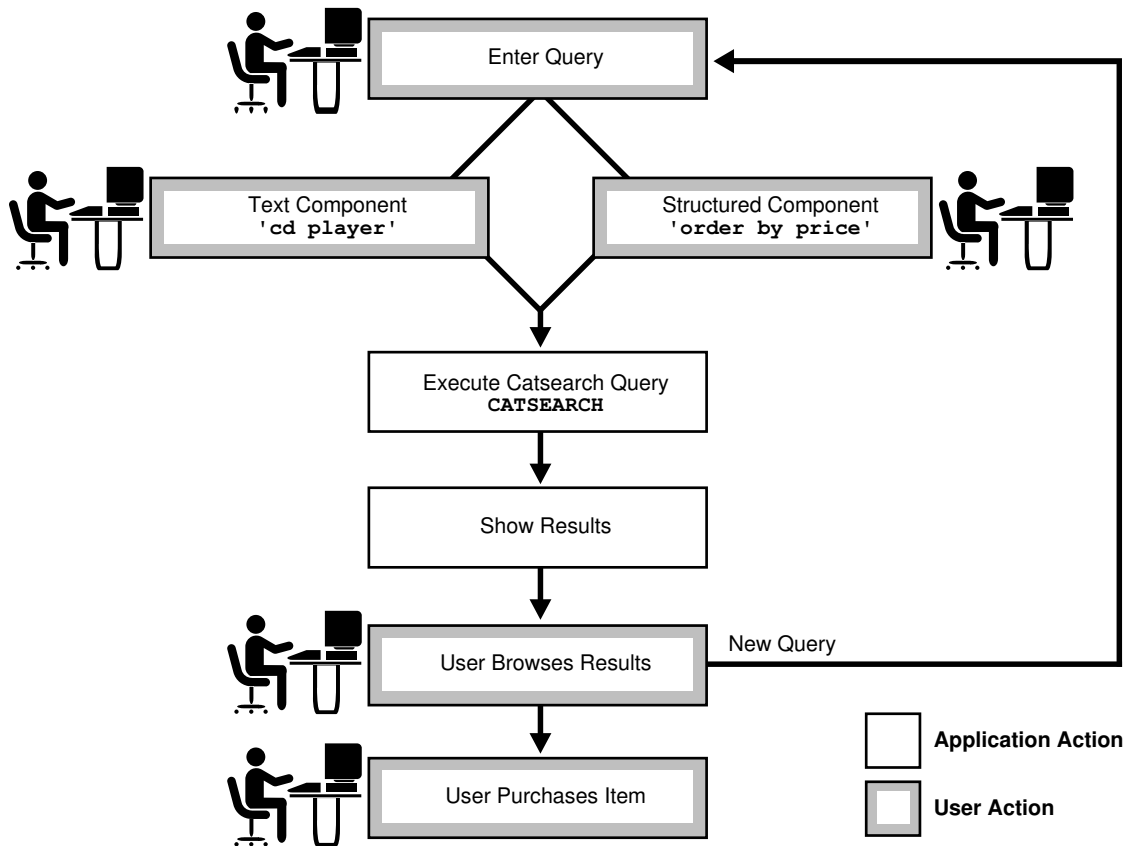 Enter Query
Text Component
'cd player'
Structured Component
'order by price'
Execute Catsearch Query
CATSEARCH
Show Results
User Browses Results
New Query
User Purchases Item
Application Action
User Action